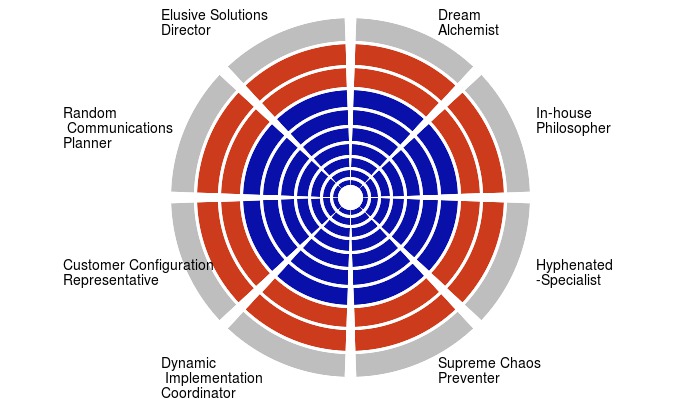 Elusive Solutions
Director
Dream
Alchemist
Random
Communications
Planner
In-house
Philosopher
Customer Configuration
Representative
Hyphenated
-Specialist
Dynamic
Implementation
Coordinator
Supreme Chaos
Preventer